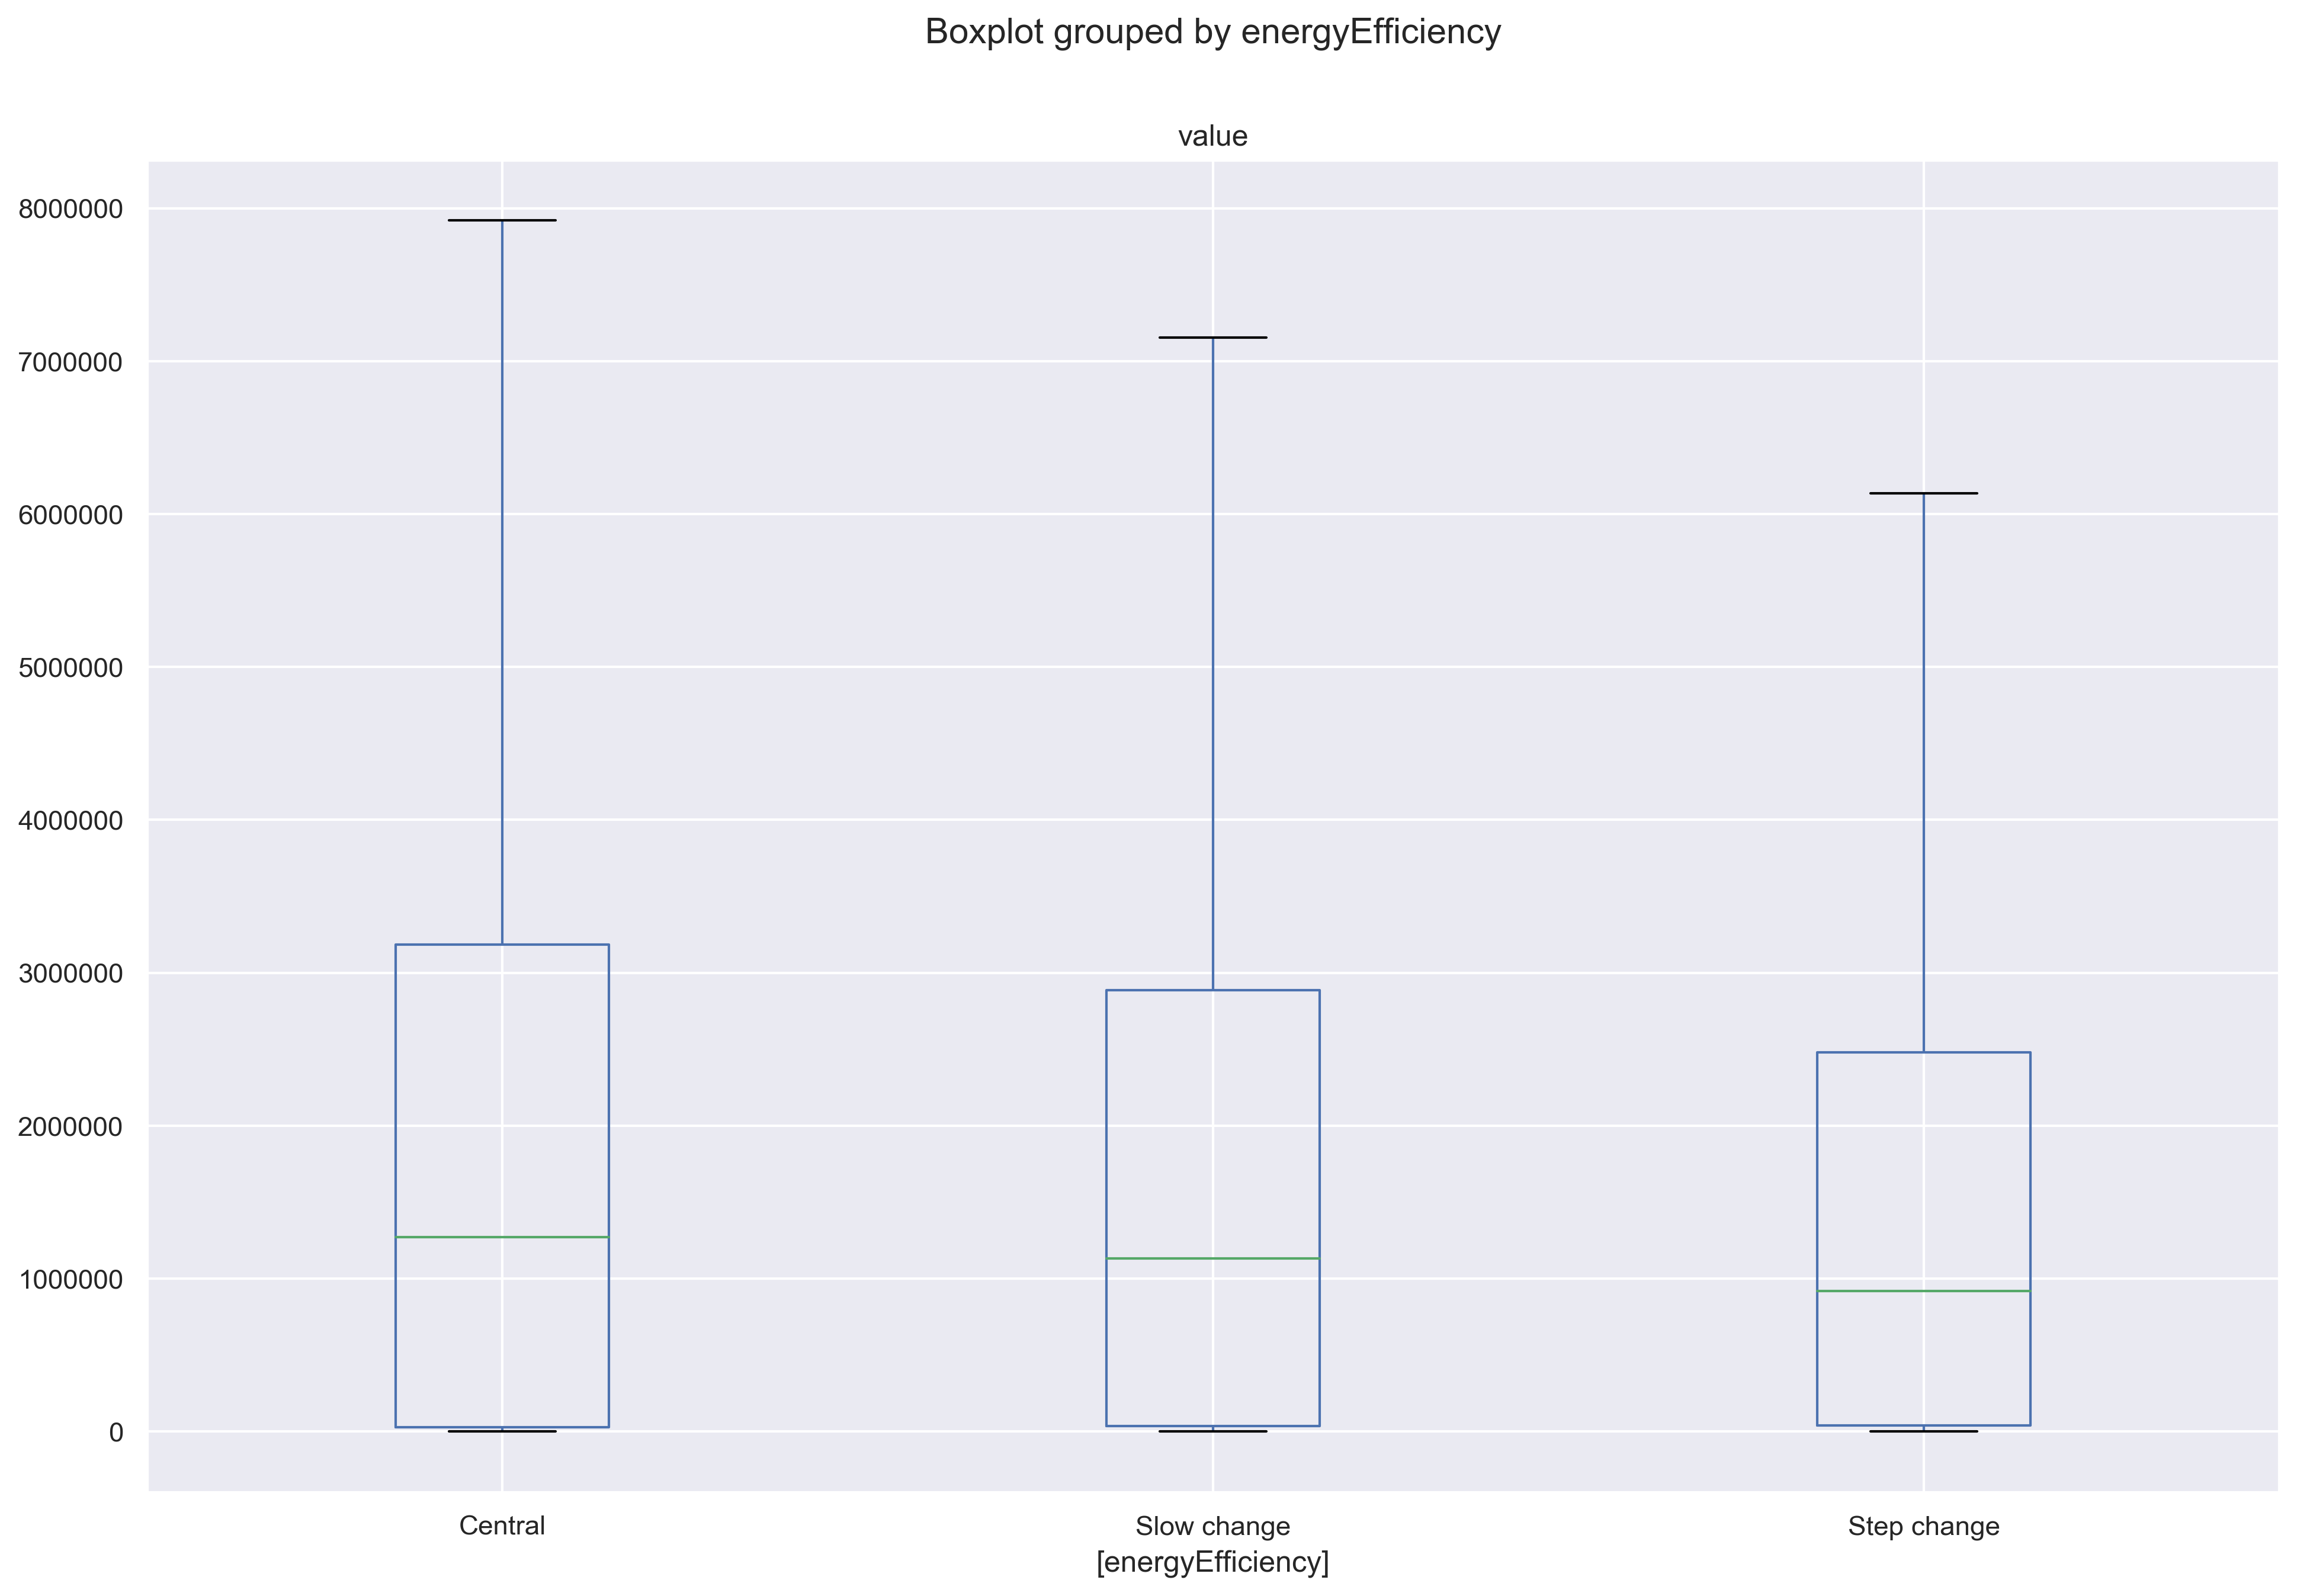 Boxplot grouped by energyEfficiency
value
8000000
7000000
6000000
5000000
4000000
3000000
2000000
1000000
0
Central Slow change Step change
[energyEfficiency]